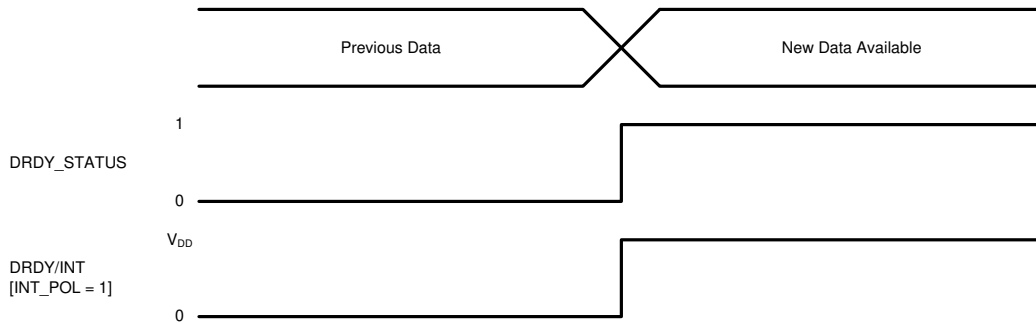 Previous Data
New Data Available
1
DRDY_STATUS
0
VDD
DRDY/INT
[INT_POL = 1]
0